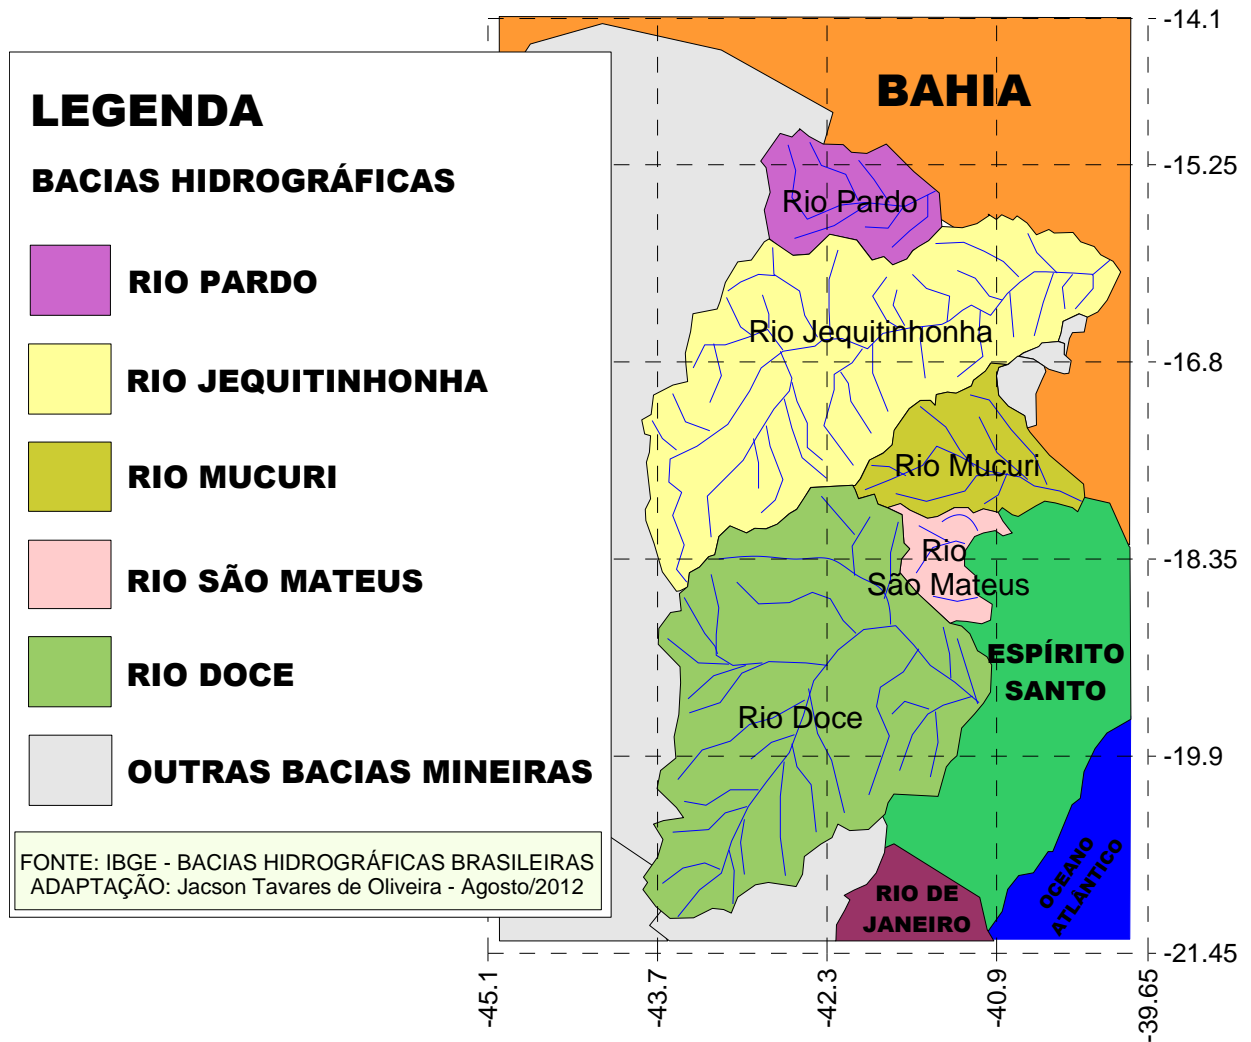 LEGENDA
BACIAS HIDROGRÁFICAS
RIO PARDO
RIO JEQUITINHONHA
RIO MUCURI
RIO SÃO MATEUS
RIO DOCE
OUTRAS BACIAS MINEIRAS
FONTE: IBGE - BACIAS HIDROGRÁFICAS BRASILEIRAS
ADAPTAÇÃO: Jacson Tavares de Oliveira - Agosto/2012
BAHIA
Rio Pardo
Rio Jequitinhonha
Rio Mucuri
Rio
São Mateus
Rio Doce
ESPÍRITO
SANTO
RIO DE
JANEIRO
OCEANO
ATLÂNTICO
-14.1
-15.25
-16.8
-18.35
-19.9
-21.45
-45.1
-43.7
-42.3
-40.9
-39.65